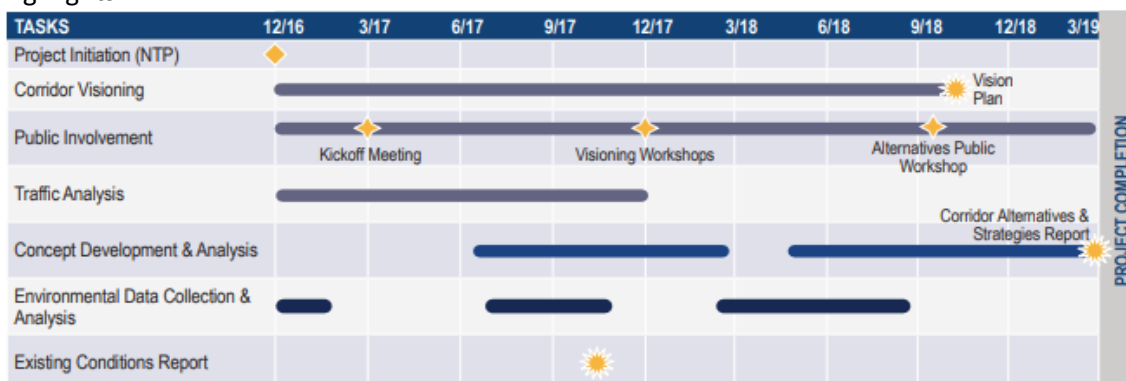 TASKS 12/16 3/17 6/17 9/17 12/17 3/18 6/18 9/18 12/18 3/19
Project Initiation (NTP)
Corridor Visioning
Vision
Plan
Public Involvement
Kickoff Meeting
Visioning Workshops
Alternatives Public
Workshop
Traffic Analysis
Corridor Alternatives &
Strategies Report
Concept Development & Analysis
Environmental Data Collection &
Analysis
Existing Conditions Report
PROJECT COMPLETION